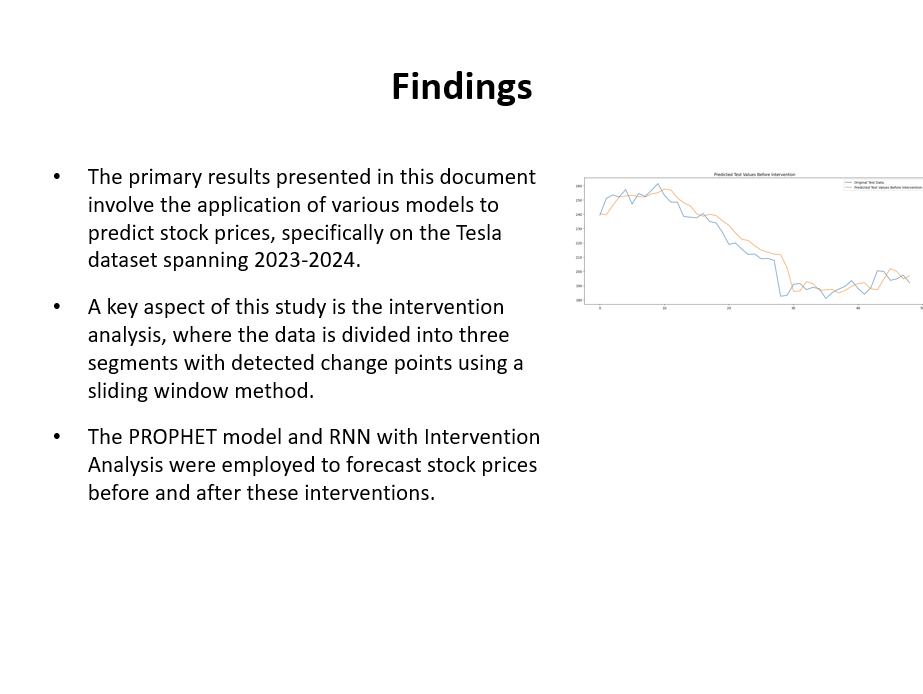 Findings
• The primary results presented in this document
involve the application of various models to
predict stock prices, specifically on the Tesla
dataset spanning 2023-2024.
• A key aspect of this study is the intervention
analysis, where the data is divided into three
segments with detected change points using a
sliding window method.
• The PROPHET model and RNN with Intervention
Analysis were employed to forecast stock prices
before and after these interventions.
Predicted Test Values Before Intervention
Original Test Data
Predicted Test Values Before Intervention
260
250
240
230
220
210
200
190
180
0 10 20 30 40